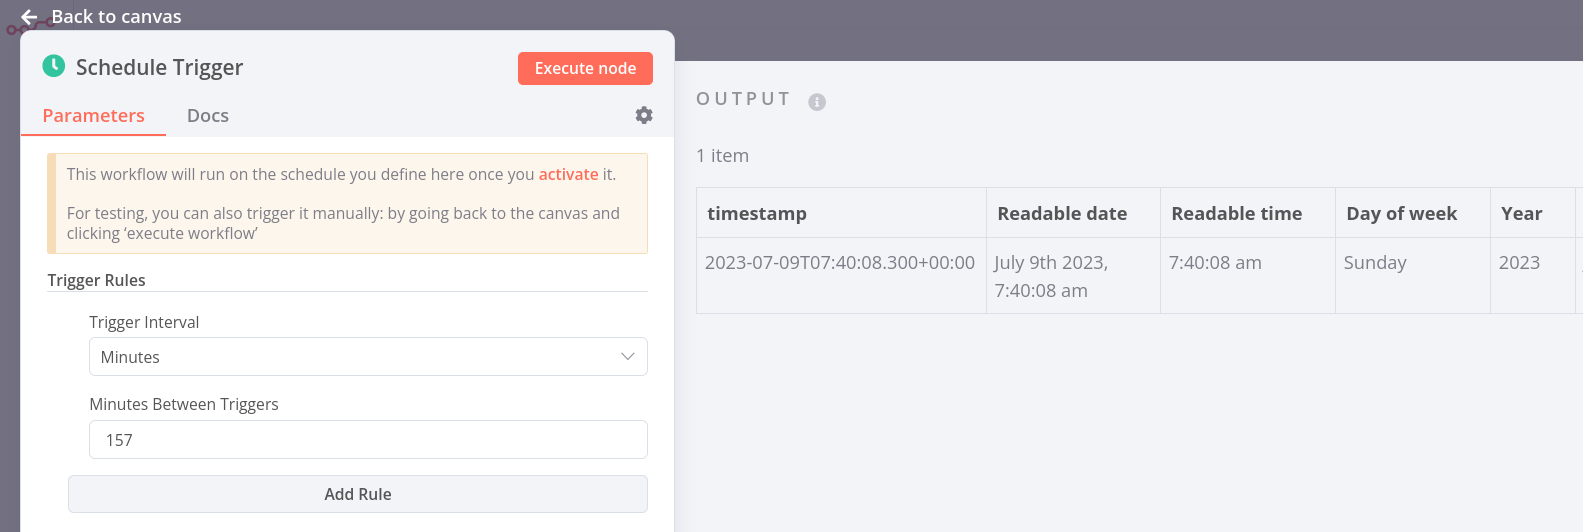 Back to canvas
Schedule Trigger
Execute node
Parameters
Docs
This workflow will run on the schedule you define here once you activate it.
For testing, you can also trigger it manually: by going back to the canvas and
clicking ‘execute workflow’
Trigger Rules
Trigger Interval
Minutes
Minutes Between Triggers
157
Add Rule
OUTPUT
1 item
timestamp Readable date Readable time Day of week Year
2023-07-09T07:40:08.300+00:00 July 9th 2023, 7:40:08 am Sunday 2023
7:40:08 am